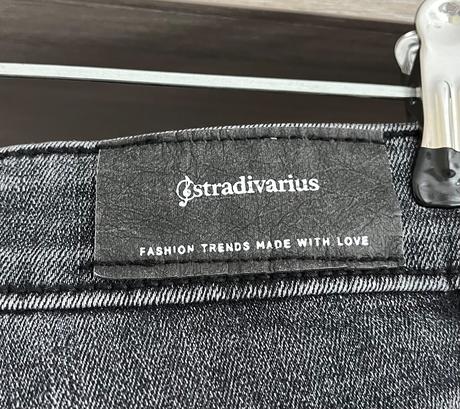 stradivarius
FASHION TRENDS MADE WITH LOVE